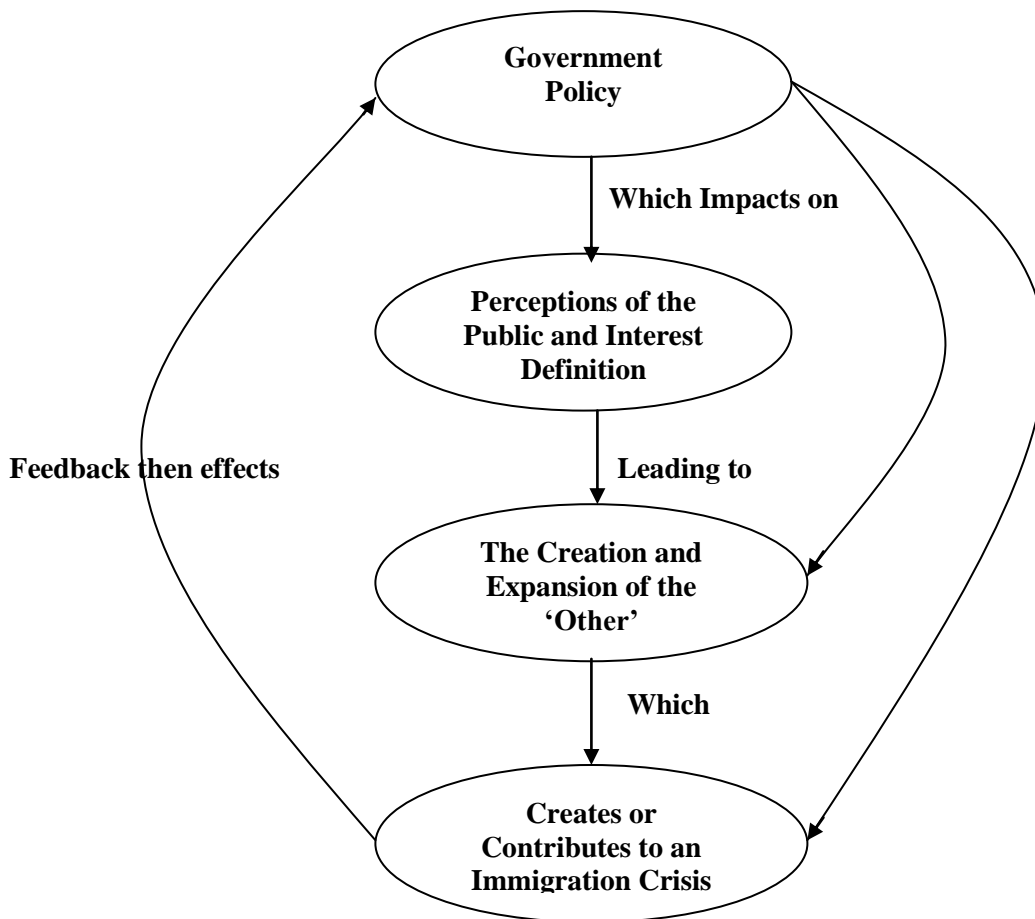 Government
Policy
Which Impacts on
Perceptions of the
Public and Interest
Definition
Feedback then effects
Leading to
The Creation and
Expansion of the
‘Other’
Which
Creates or
Contributes to an
Immigration Crisis